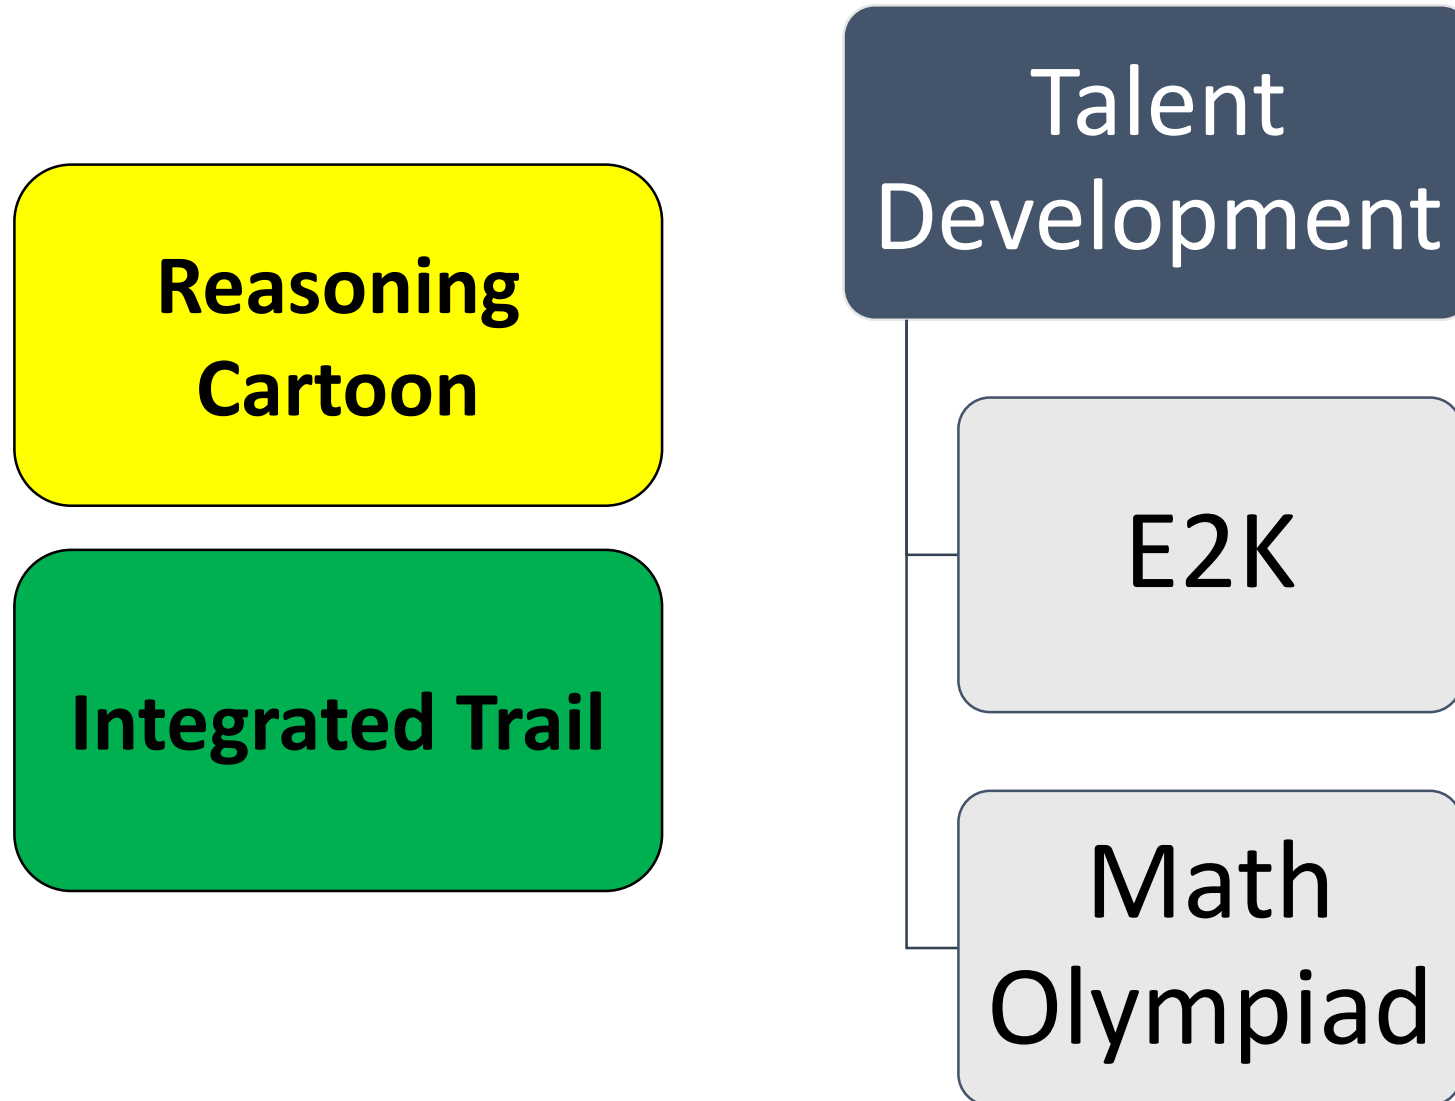 Reasoning
Cartoon
Integrated Trail
Talent
Development
E2K
Math
Olympiad